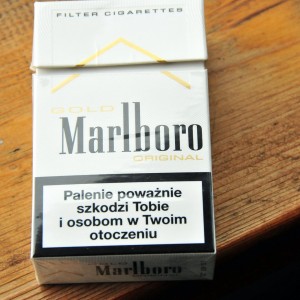 FILTER CIGARETTES
GOLD
Marlboro
ORIGINAL
Palenie poważnie
szkodzi Tobie
i osobom w Twoim
otoczeniu
Marlboro